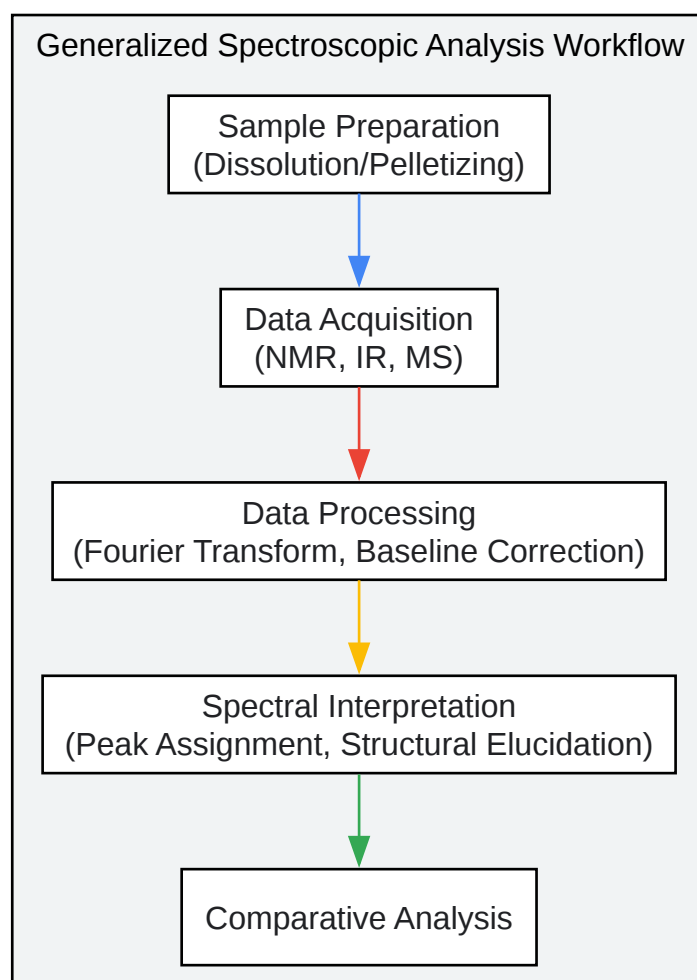 Generalized Spectroscopic Analysis Workflow
Sample Preparation
(Dissolution/Pelletizing)
Data Acquisition
(NMR, IR, MS)
Data Processing
(Fourier Transform, Baseline Correction)
Spectral Interpretation
(Peak Assignment, Structural Elucidation)
Comparative Analysis